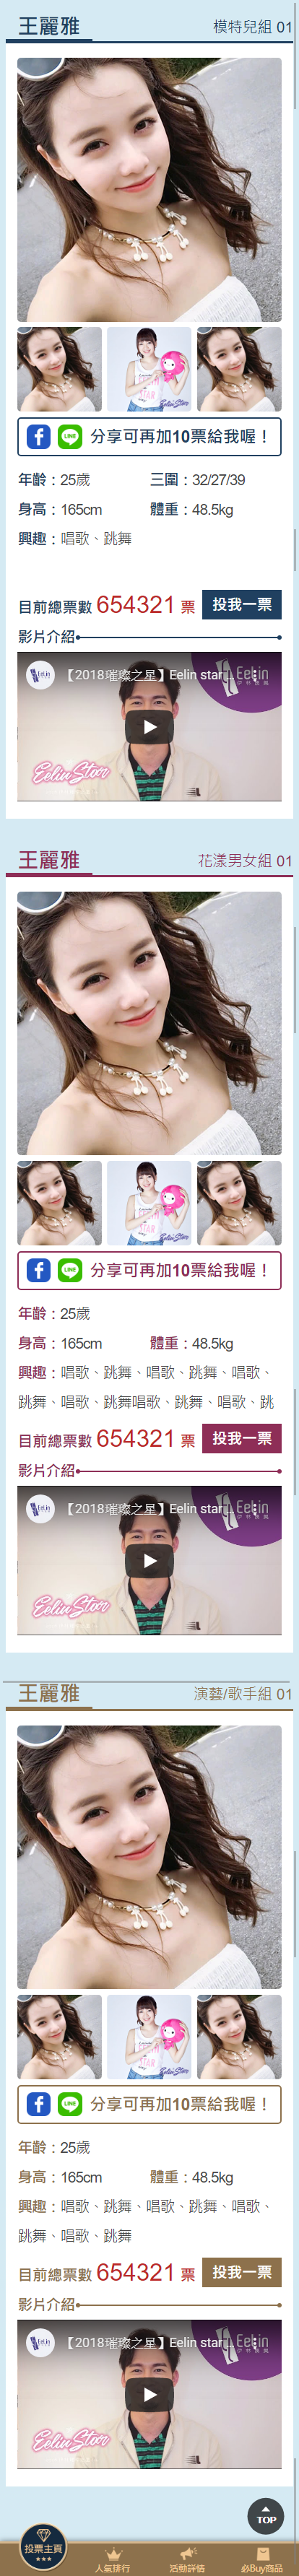 王麗雅
模特兒組 01
Eelin Star
分享可再加10票給我喔！
年齡：25歲
三圍：32/27/39
身高：165cm
體重：48.5kg
興趣：唱歌、跳舞
目前總票數 654321 票
投我一票
影片介紹
【2018璀璨之星】Eelin star ...
Eelin
Eelin Star
王麗雅
花漾男女組 01
STAR
Eelin Star
分享可再加10票給我喔！
年齡：25歲
身高：165cm
體重：48.5kg
興趣：唱歌、跳舞、唱歌、跳舞、唱歌、
跳舞、唱歌、跳舞唱歌、跳舞、唱歌、跳
目前總票數 654321 票
投我一票
影片介紹
【2018璀璨之星】Eelin star ...
Eelin
Eelin Star
王麗雅
演藝/歌手組 01
STAR
Eelin Star
分享可再加10票給我喔！
年齡：25歲
身高：165cm
體重：48.5kg
興趣：唱歌、跳舞、唱歌、跳舞、唱歌、
跳舞、唱歌、跳舞
目前總票數 654321 票
投我一票
影片介紹
【2018璀璨之星】Eelin star ...
Eelin
Eelin Star
TOP
投票主頁
人氣排行
活動詳情
必Buy商品